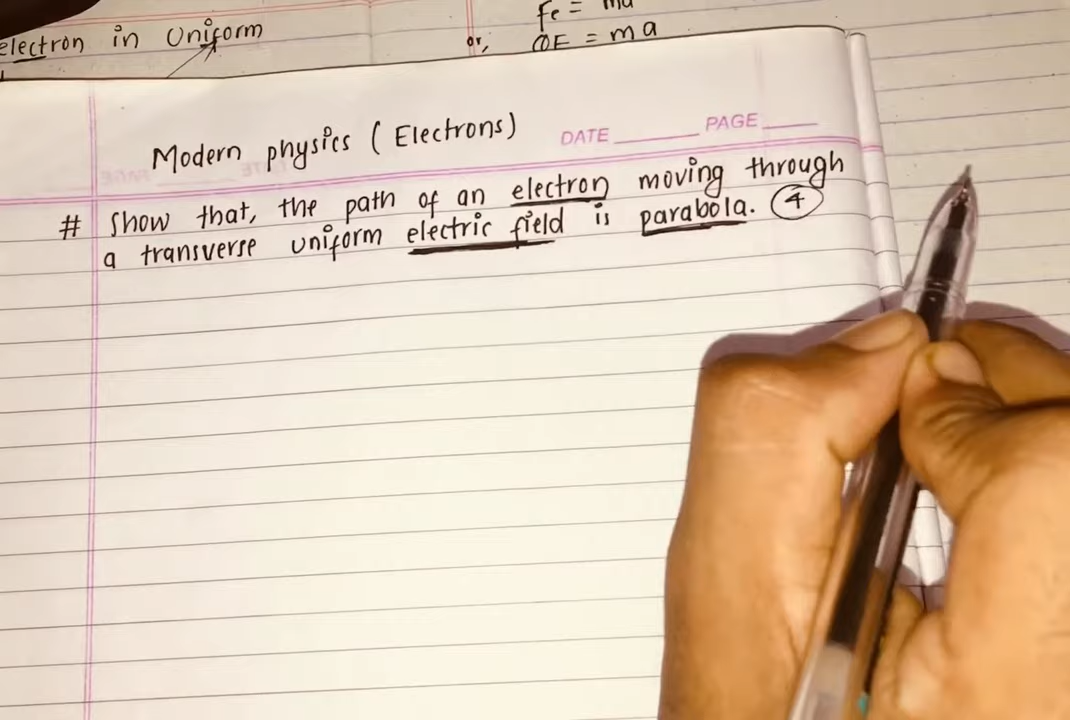 electron in Uniform
Fe = ma
or, QE = ma
Modern physics (Electrons)
DATE PAGE
# Show that, the path of an electron moving through
a transverse uniform electric field is parabola. (4)